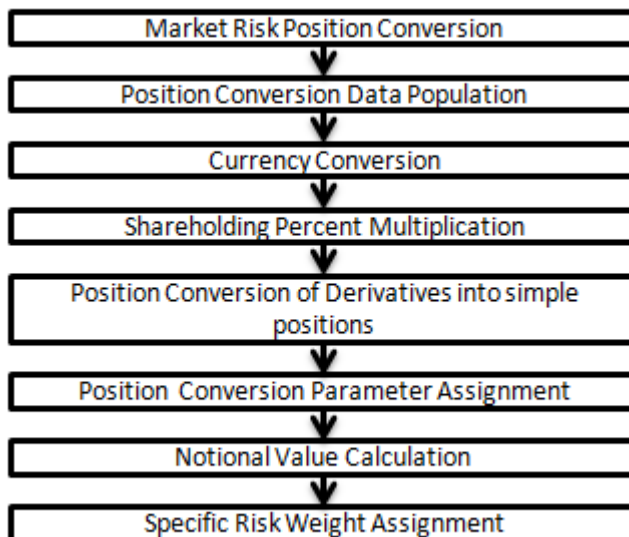 Market Risk Position Conversion
Position Conversion Data Population
Currency Conversion
Shareholding Percent Multiplication
Position Conversion of Derivatives into simple
positions
Position Conversion Parameter Assignment
Notional Value Calculation
Specific Risk Weight Assignment